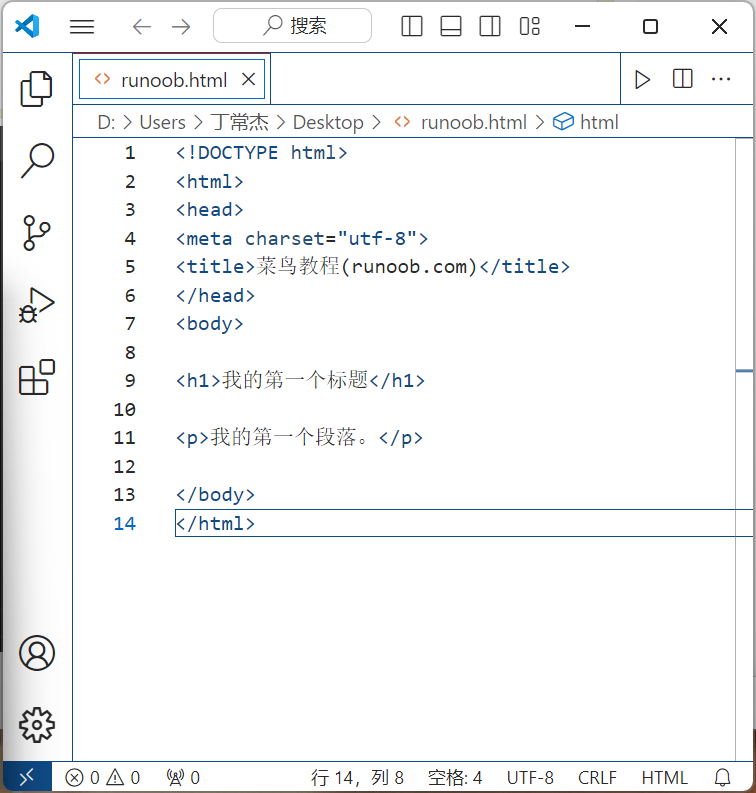 搜索
runoob.html
D: > Users > 丁常杰 > Desktop > runoob.html > html
1 <!DOCTYPE html>
2 <html>
3 <head>
4 <meta charset="utf-8">
5 <title>菜鸟教程(runoob.com)</title>
6 </head>
7 <body>
8
9 <h1>我的第一个标题</h1>
10
11 <p>我的第一个段落。</p>
12
13 </body>
14 </html>
0 0 0 行 14，列 8 空格: 4 UTF-8 CRLF HTML